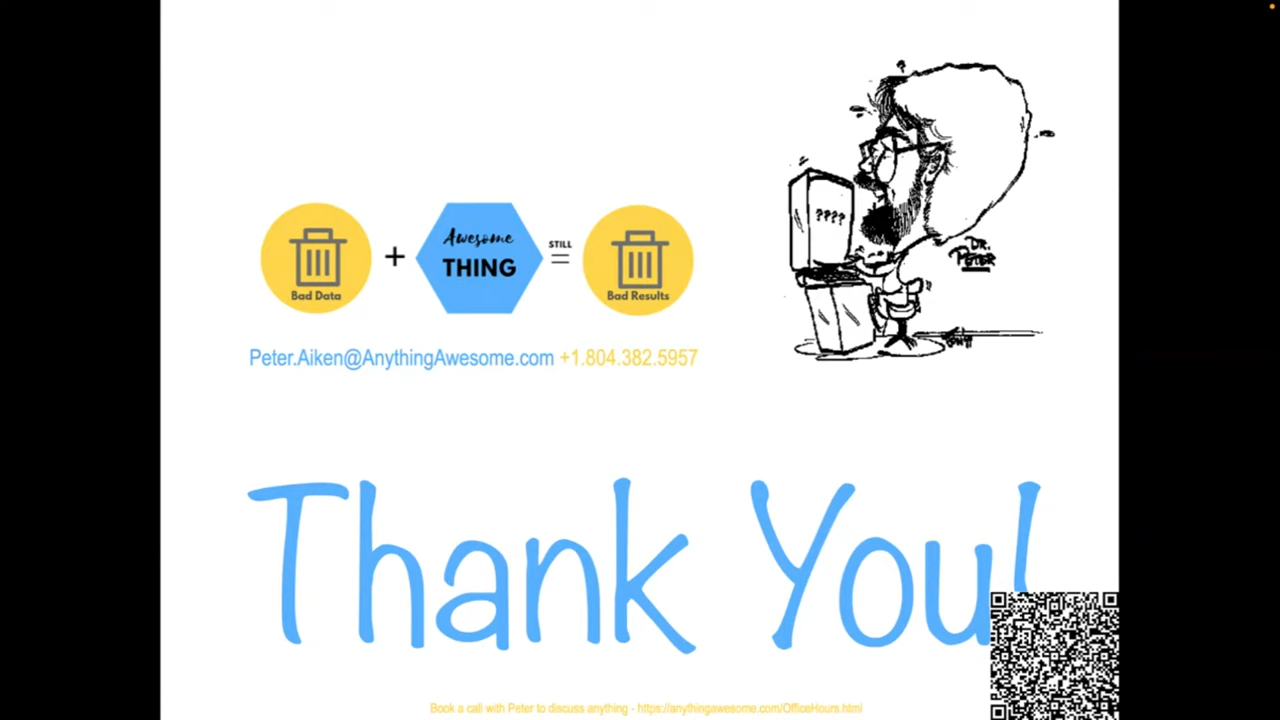 Bad Data
+
Awesome
THING
STILL
=
Bad Results
????
?
DR.
PETER
Peter.Aiken@AnythingAwesome.com +1.804.382.5957
Thank You!
Book a call with Peter to discuss anything - https://anythingawesome.com/OfficeHours.html